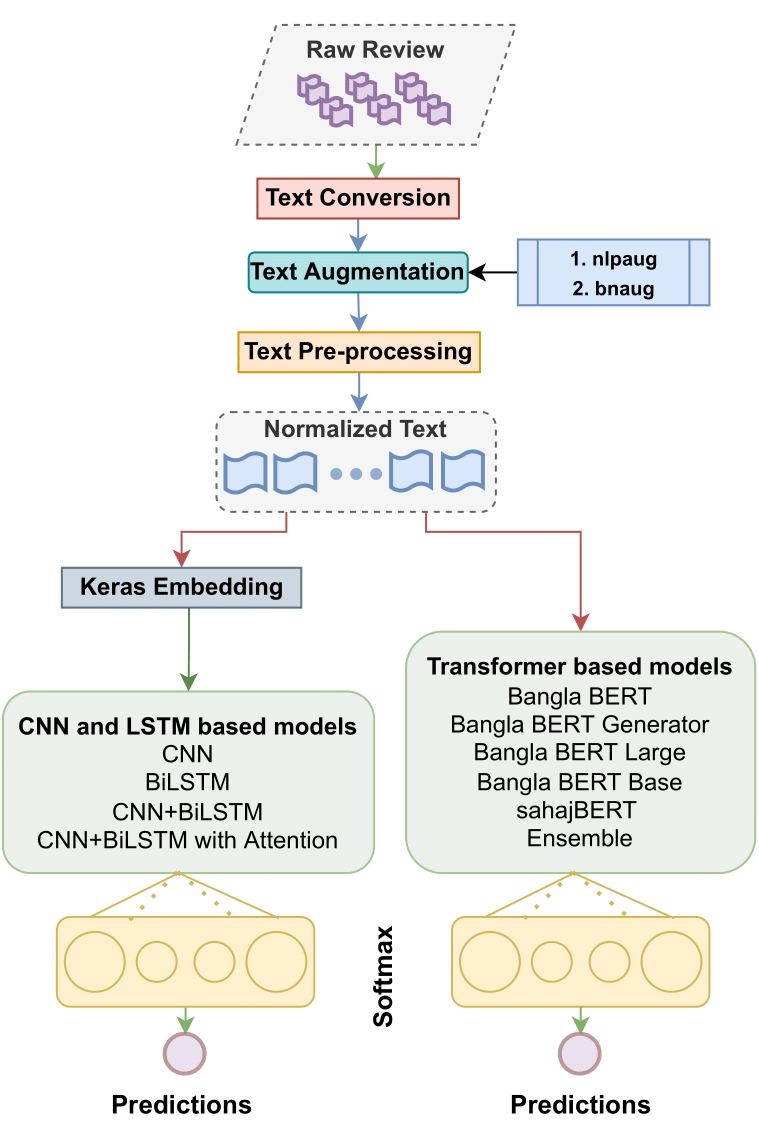 Raw Review
Text Conversion
Text Augmentation
1. nlpaug
2. bnaug
Text Pre-processing
Normalized Text
Keras Embedding
CNN and LSTM based models
CNN
BiLSTM
CNN+BiLSTM
CNN+BiLSTM with Attention
Transformer based models
Bangla BERT
Bangla BERT Generator
Bangla BERT Large
Bangla BERT Base
sahajBERT
Ensemble
Softmax
Predictions
Predictions